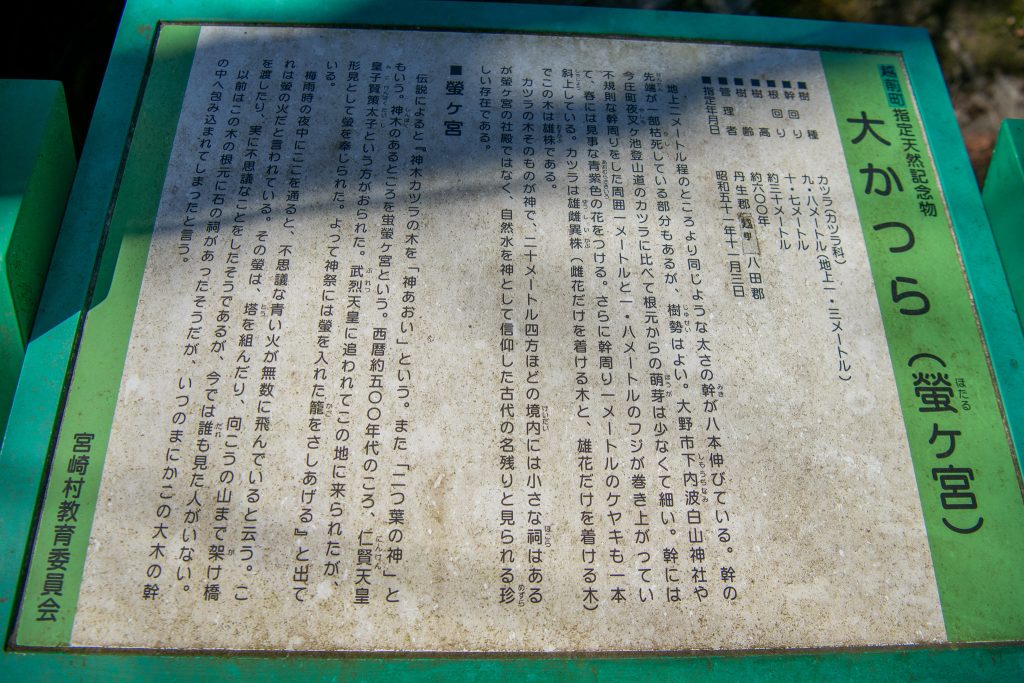 越前町指定天然記念物
大かつら（螢ケ宮）
■樹種　カツラ（カツラ科）
■幹回り　九・八メートル（地上一・三メートル）
■根回り　十・七メートル
■樹高　約三十メートル
■樹齢　約六〇〇年
■管理者　丹生郡越前町八田郡
■指定年月日　昭和五十年十一月三日
地上二メートル程のところより同じような太さの幹が八本伸びている。幹の
先端が一部枯死している部分もあるが、樹勢はよい。大野市下内波白山神社や
今庄町夜叉ケ池登山道のカツラに比べて根元からの萌芽は少なくて細い。幹には
不規則な幹周りをした周囲一メートルと一・八メートルのフジが巻き上がってい
て、春には見事な青紫色の花をつける。さらに幹周り一メートルのケヤキも一本
斜上している。カツラは雄雌異株（雌花だけを着ける木と、雄花だけを着ける木）
でこの木は雄株である。
カツラの木そのものが神で、二十メートル四方ほどの境内には小さな祠はある
が螢ケ宮の社殿ではなく、自然水を神として信仰した古代の名残りと見られる珍
しい存在である。
■螢ケ宮
伝説によると『神木カツラの木を「神あおい」という。また「二つ葉の神」と
もいう。神木のあるところを蛍螢ケ宮という。西暦約五〇〇年代のころ、仁賢天皇
皇子賢策太子という方がおられた。武烈天皇に追われてこの地に来られたが、
形見として螢を奉じられた。よって神祭には螢を入れた籠をさしあげる』と出て
いる。
梅雨時の夜中にここを通ると、不思議な青い火が無数に飛んでいると云う。こ
れは螢の火だと言われている。その螢は、塔を組んだり、向こうの山まで架け橋
を渡したり、実に不思議なことをしたそうであるが、今では誰も見た人がいない。
以前はこの木の根元に石の祠があったそうだが、いつのまにかこの大木の幹
の中へ包み込まれてしまったと言う。
宮崎村教育委員会